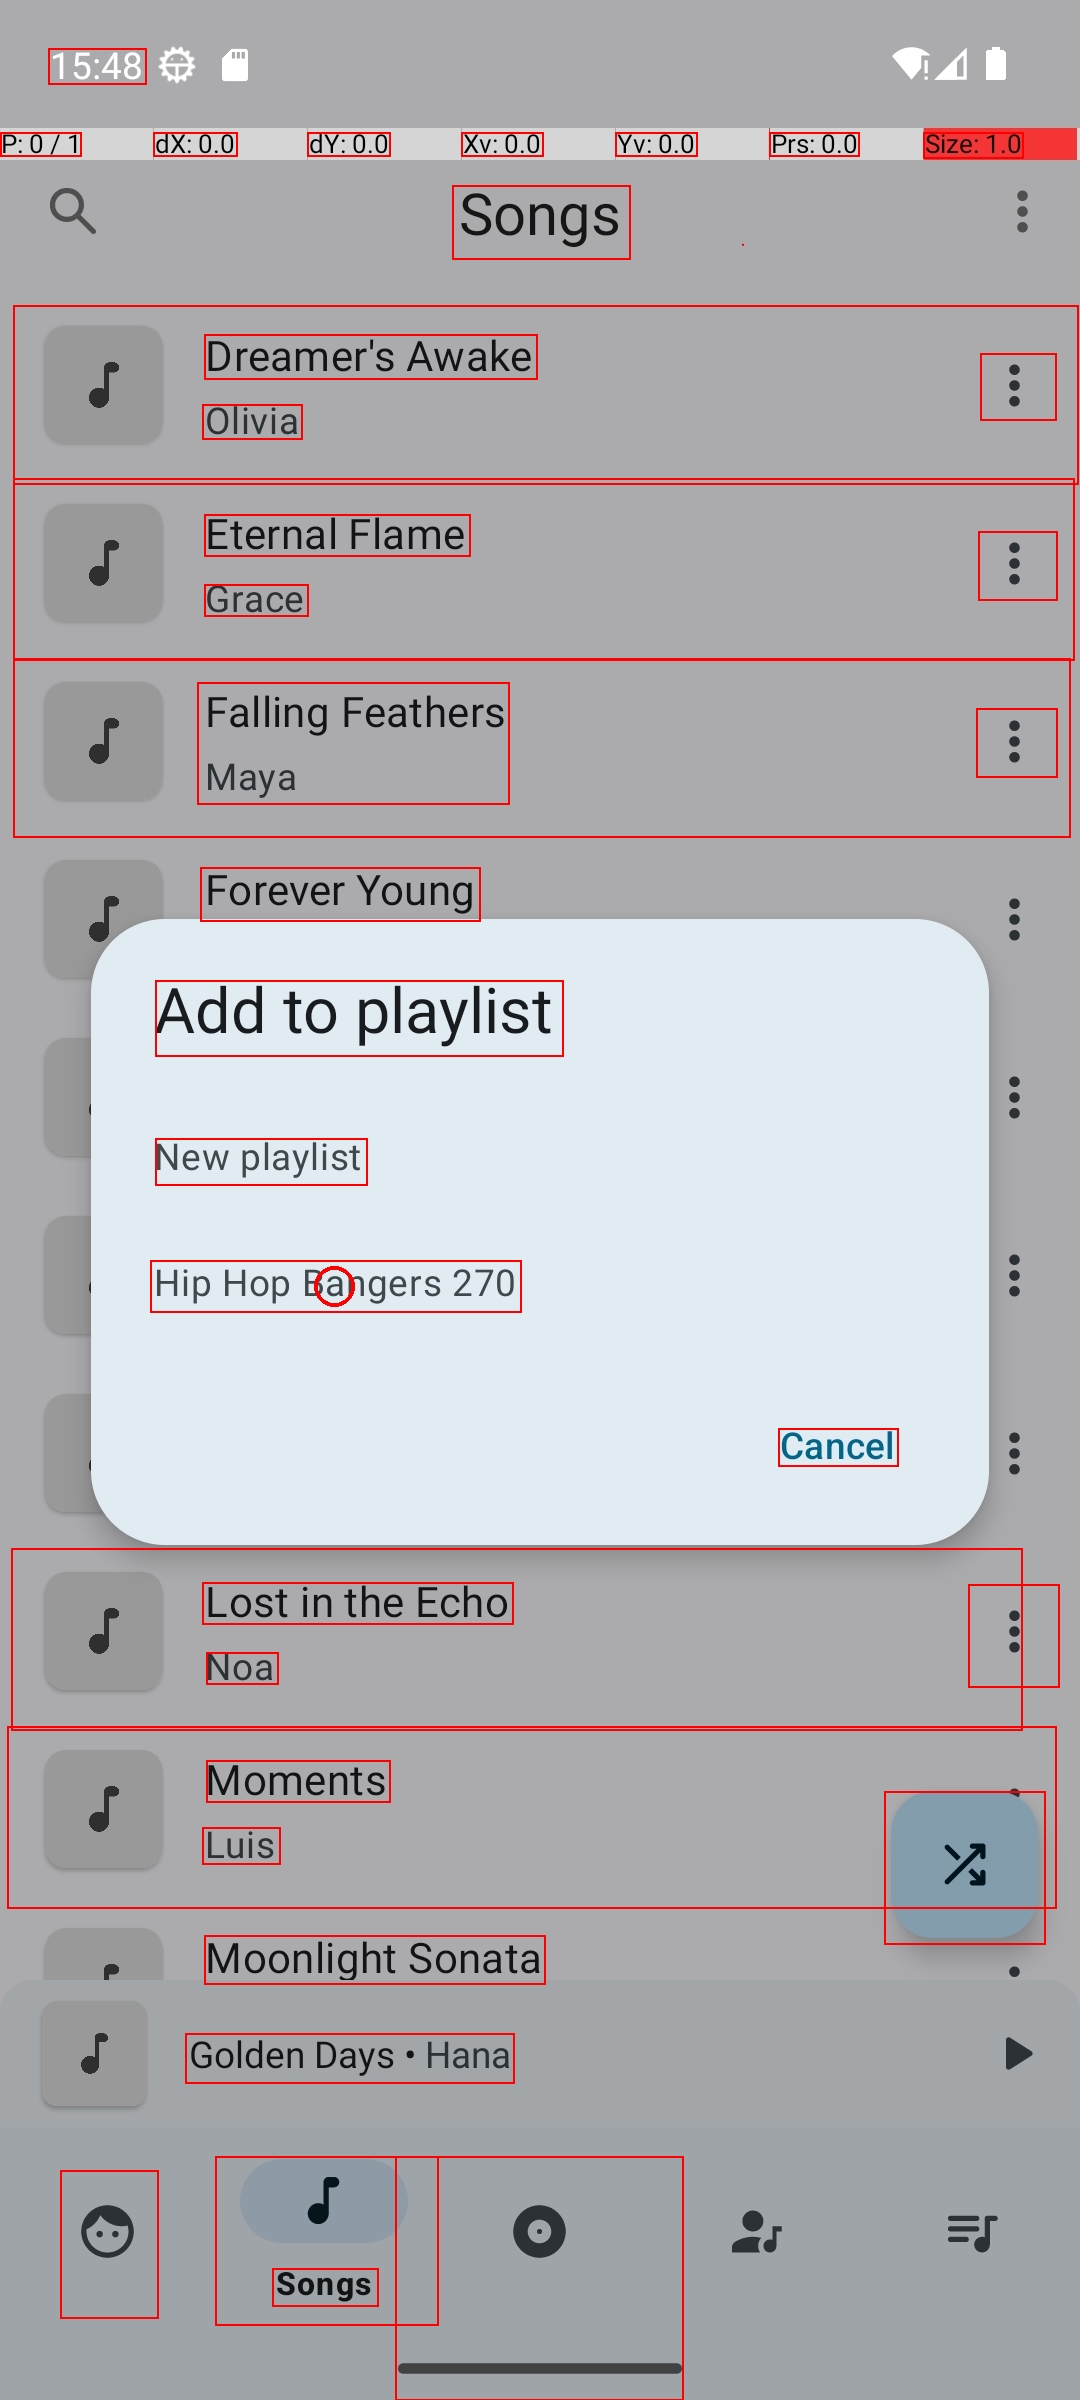 15:48
P: 0 / 1 dX: 0.0 dY: 0.0 Xv: 0.0 Yv: 0.0 Prs: 0.0 Size: 1.0
Songs
Dreamer's Awake
Olivia
Eternal Flame
Grace
Falling Feathers
Maya
Forever Young
Add to playlist
New playlist
Hip Hop Bangers 270
Cancel
Lost in the Echo
Noa
Moments
Luis
Moonlight Sonata
Golden Days • Hana
Songs